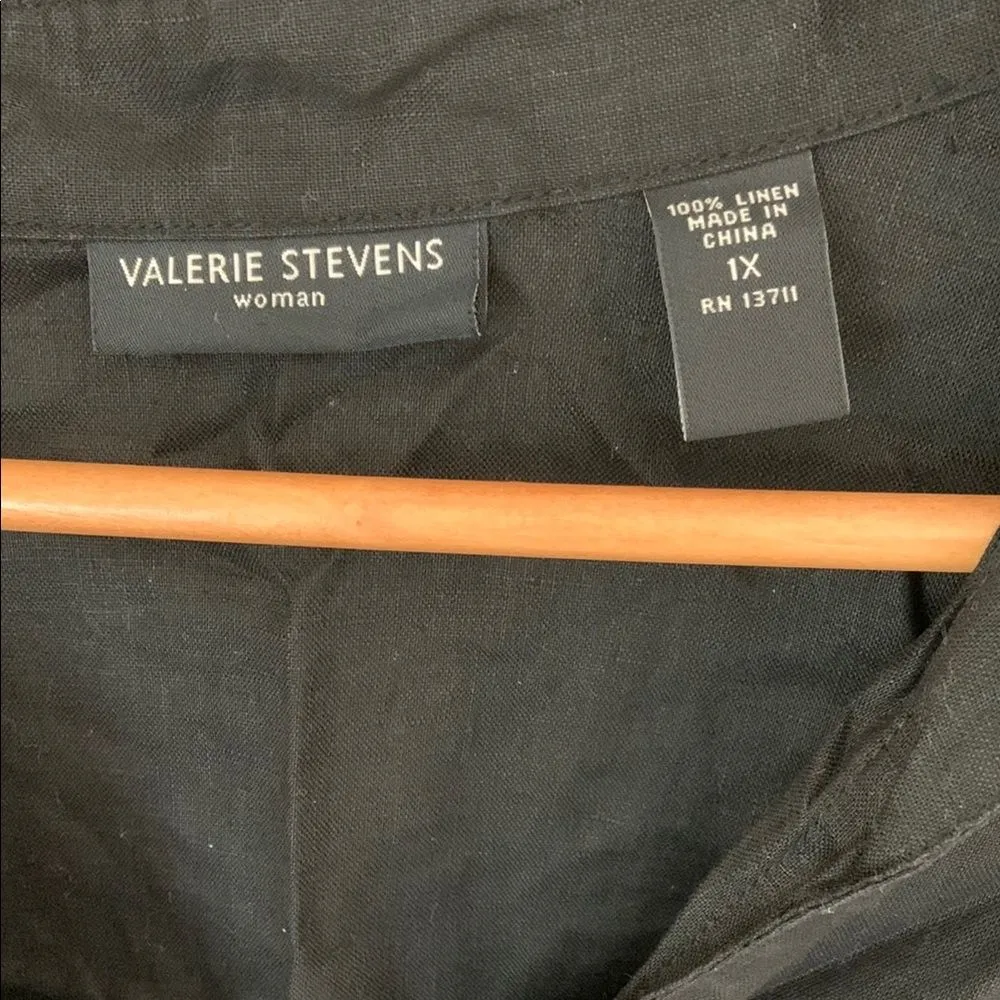 VALERIE STEVENS
woman
100% LINEN
MADE IN
CHINA
1X
RN 13711